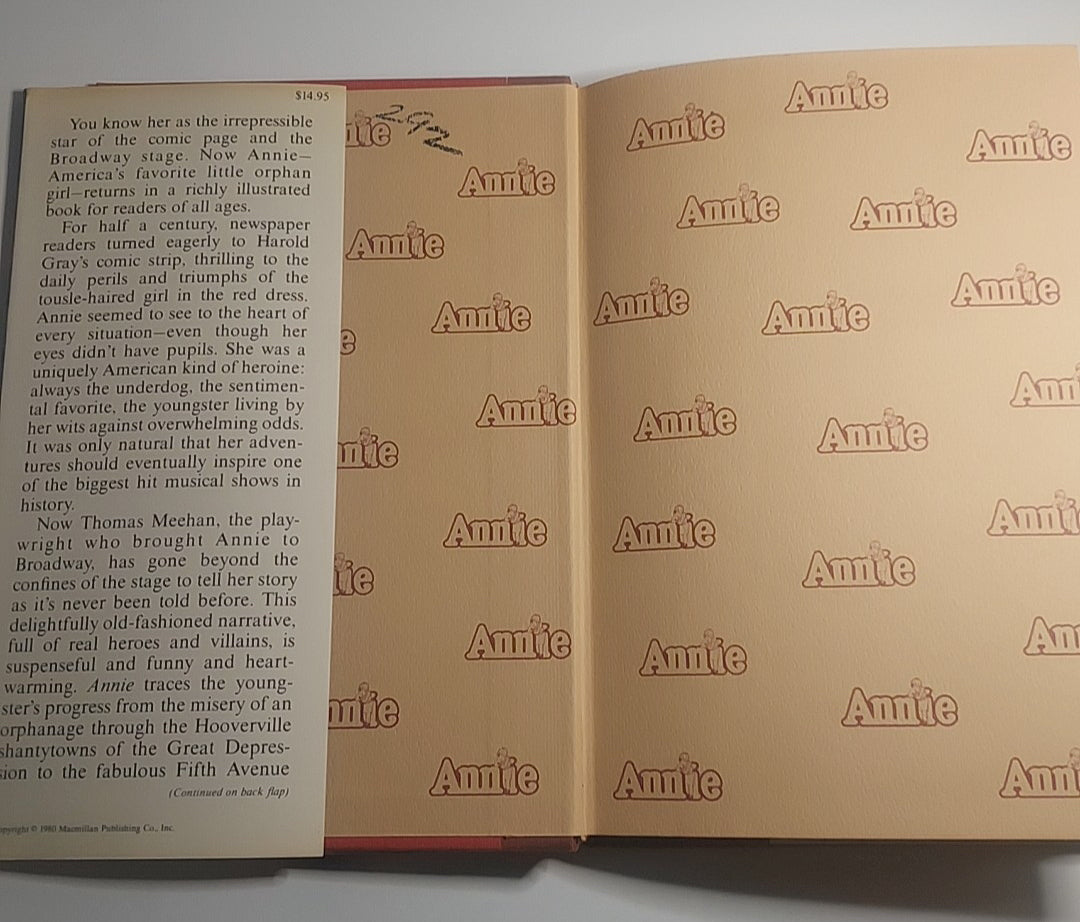 $14.95
You know her as the irrepressible
star of the comic page and the
Broadway stage. Now Annie—
America's favorite little orphan
girl—returns in a richly illustrated
book for readers of all ages.
For half a century, newspaper
readers turned eagerly to Harold
Gray's comic strip, thrilling to the
daily perils and triumphs of the
tousle-haired girl in the red dress.
Annie seemed to see to the heart of
every situation—even though her
eyes didn't have pupils. She was a
uniquely American kind of heroine:
always the underdog, the sentimen-
tal favorite, the youngster living by
her wits against overwhelming odds.
It was only natural that her adven-
tures should eventually inspire one
of the biggest hit musical shows in
history.
Now Thomas Meehan, the play-
wright who brought Annie to
Broadway, has gone beyond the
confines of the stage to tell her story
as it's never been told before. This
delightfully old-fashioned narrative,
full of real heroes and villains, is
suspenseful and funny and heart-
warming. Annie traces the young-
ster's progress from the misery of an
orphanage through the Hooverville
shantytowns of the Great Depres-
sion to the fabulous Fifth Avenue
(Continued on back flap)
opyright © 1980 Macmillan Publishing Co., Inc.
nie
292
Annie
Annie
Annie
e
Annie
nnie
Annie
ie
Annie
nnie
Annie
Annie
Annie
Annie
Annie
Annie
Annie
Annie
Annie
Ann
Annie
Annie
Anni
Annie
Annie
Ann
Annie
Annie
Annie
Ann